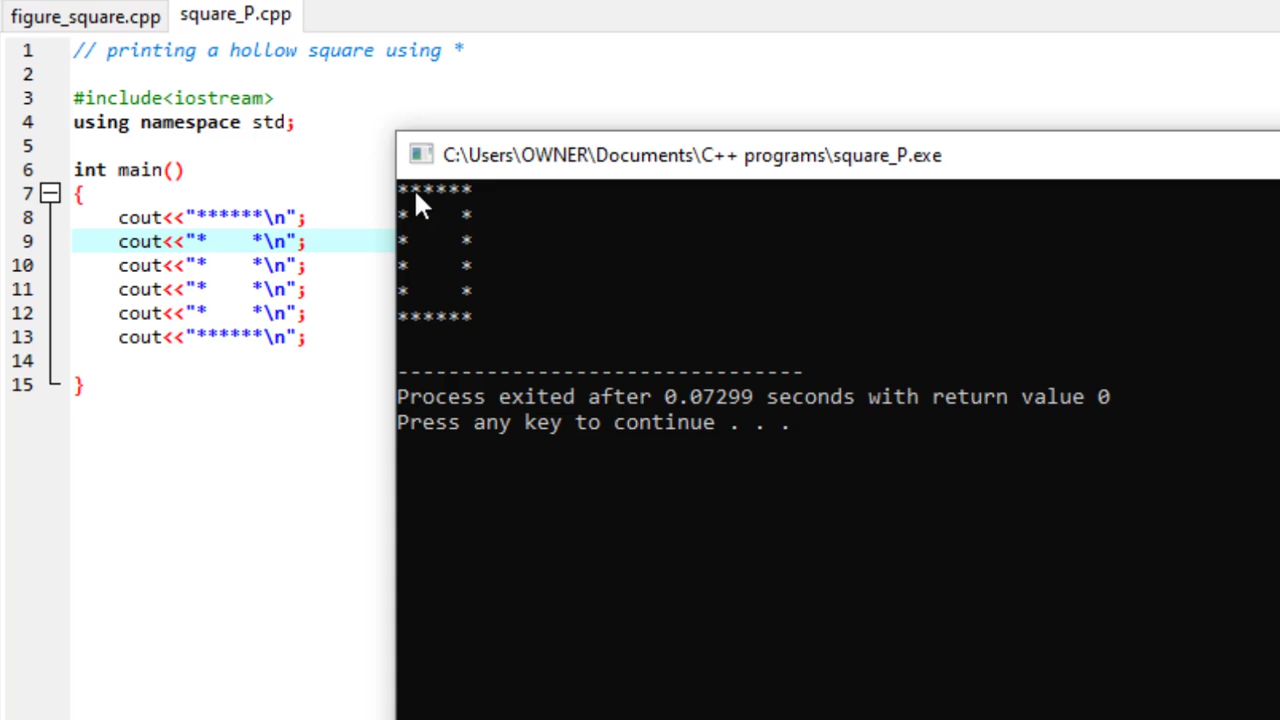 figure_square.cpp square_P.cpp
1 // printing a hollow square using *
2
3 #include<iostream>
4 using namespace std;
5
6 int main()
7 {
8     cout<<"******\n";
9     cout<<"*    *\n";
10     cout<<"*    *\n";
11     cout<<"*    *\n";
12     cout<<"*    *\n";
13     cout<<"******\n";
14
15 }
C:\Users\OWNER\Documents\C++ programs\square_P.exe
******
*    *
*    *
*    *
*    *
******
--------------------------------
Process exited after 0.07299 seconds with return value 0
Press any key to continue . . .